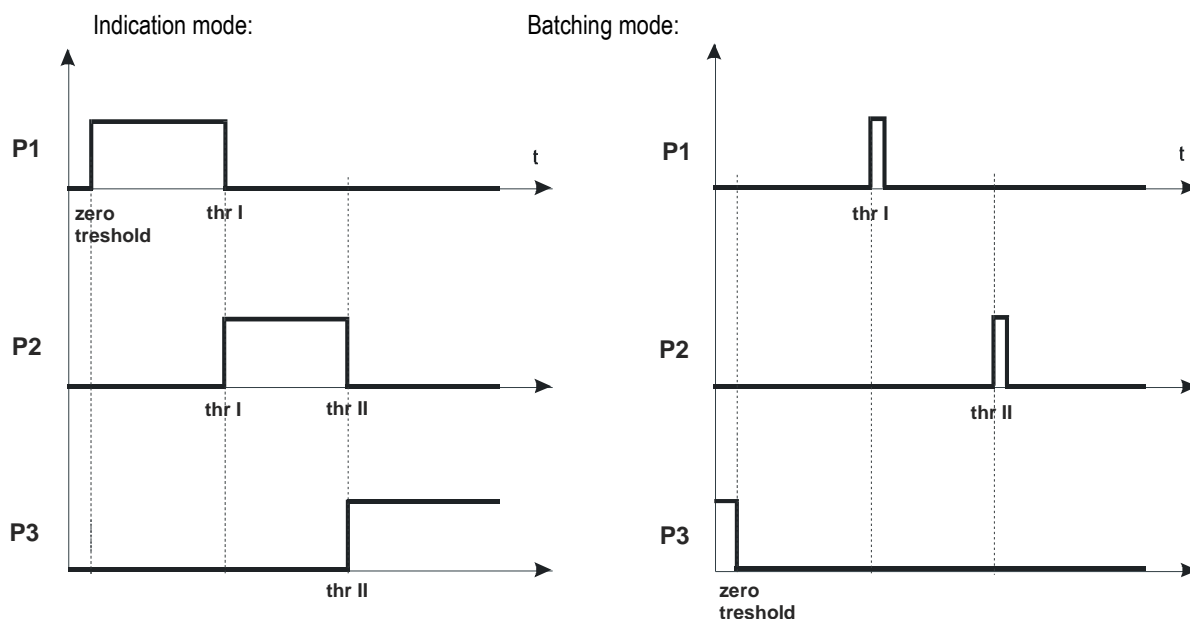 Indication mode:
Batching mode:
P1
t
zero
treshold
thr I
P2
thr I
thr II
P3
thr II
P1
t
thr I
P2
thr II
P3
zero
treshold